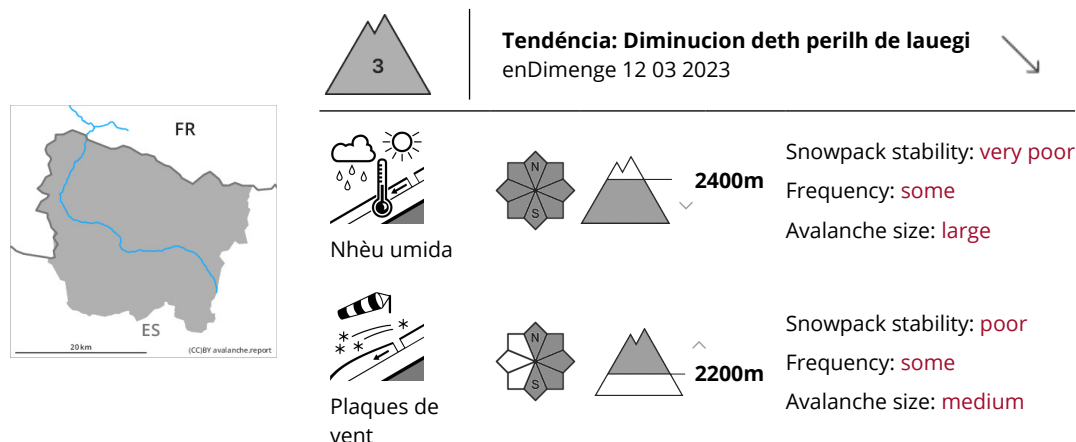 3
Tendéncia: Diminucion deth perilh de lauegi
enDimenge 12 03 2023
FR
ES
20 km
(CC)BY avalanche.report
N
S
2400m
Nhèu umida
Snowpack stability: very poor
Frequency: some
Avalanche size: large
N
S
2200m
Plaques de
vent
Snowpack stability: poor
Frequency: some
Avalanche size: medium